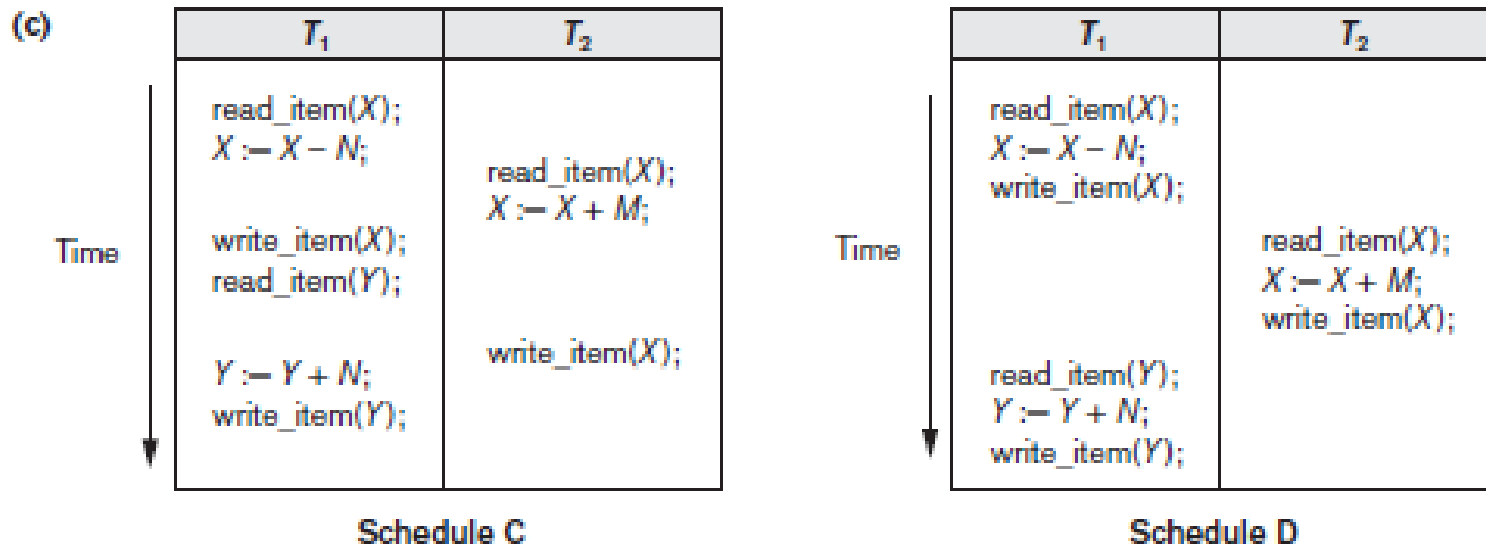 (c)
T₁ T₂
Time
read_item(X);
X := X – N;
read_item(X);
X := X + M;
write_item(X);
read_item(Y);
write_item(X);
Y := Y + N;
write_item(Y);
Schedule C
T₁ T₂
Time
read_item(X);
X := X – N;
write_item(X);
read_item(X);
X := X + M;
write_item(X);
read_item(Y);
Y := Y + N;
write_item(Y);
Schedule D